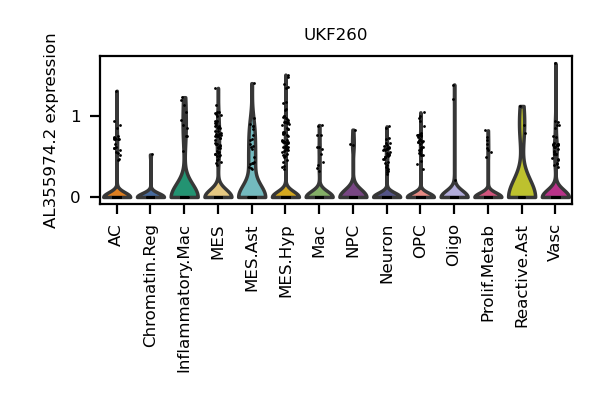 UKF260
AL355974.2 expression
1
0
AC
Chromatin.Reg
Inflammatory.Mac
MES
MES.Ast
MES.Hyp
Mac
NPC
Neuron
OPC
Oligo
Prolif.Metab
Reactive.Ast
Vasc